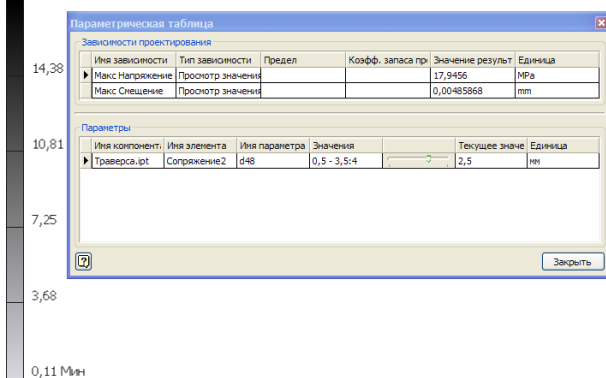 Параметрическая таблица
Зависимости проектирования
Имя зависимости Тип зависимости Предел Коэфф. запаса пр Значение результ Единица
Макс Напряжение Просмотр значения 17,9456 MPa
Макс Смещение Просмотр значения 0,00485868 mm
Параметры
Имя компонент Имя элемента Имя параметра Значения Текущее значе Единица
Траверса.ipt Сопряжение2 d48 0,5 - 3,5:4 2,5 мм
? Закрыть
14,38
10,81
7,25
3,68
0,11 Мин